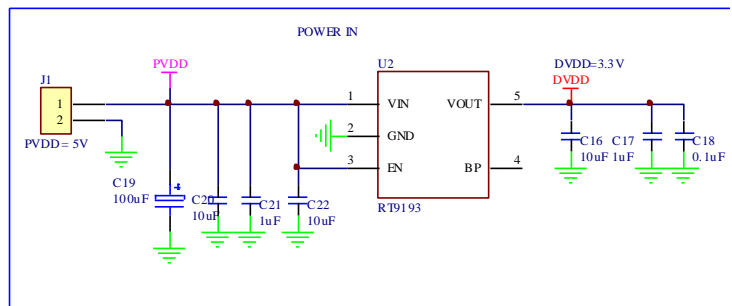 POWER IN
PVDD
U2
DVDD=3.3V
DVDD
J1
1
2
PVDD= 5V
1
2
3
VIN
GND
EN
VOUT
BP
5
4
RT9193
C19
100uF
C20
10uF
C21
1uF
C22
10uF
C16
10uF
C17
1uF
C18
0.1uF